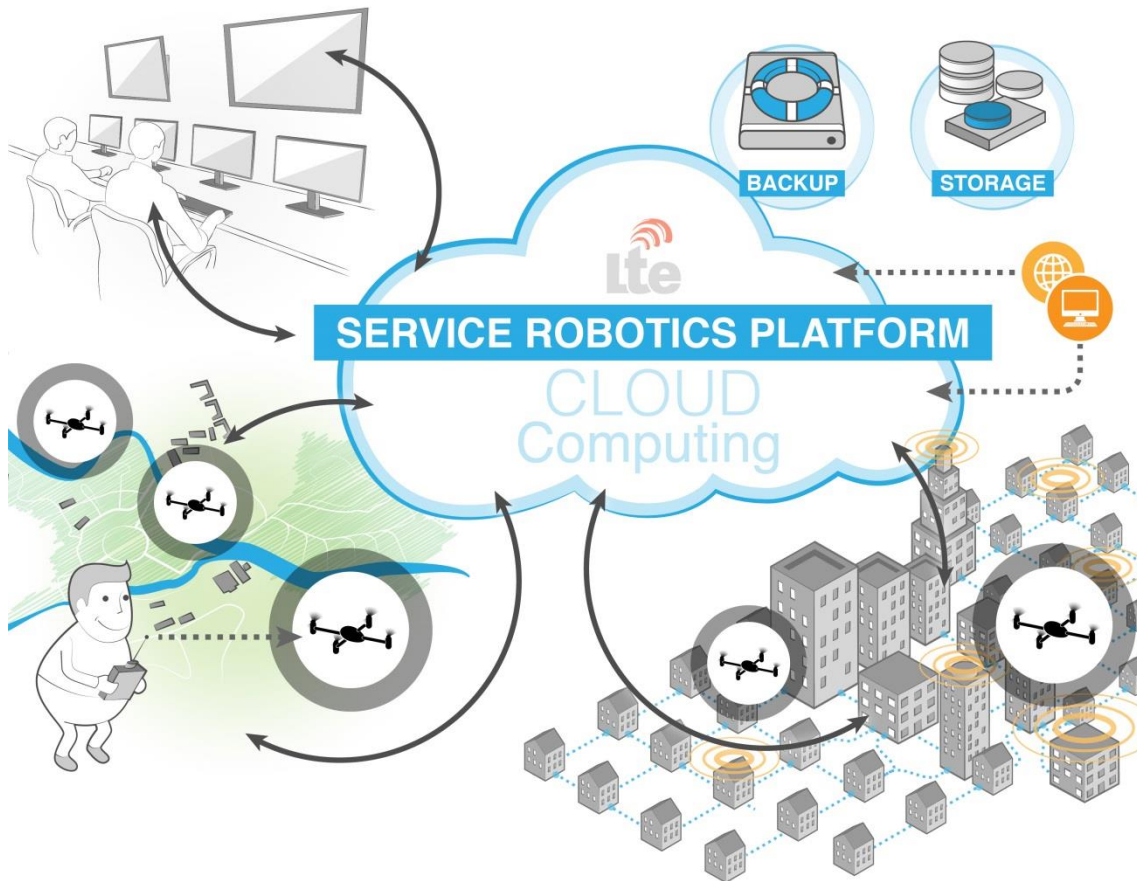 BACKUP
STORAGE
Lte
SERVICE ROBOTICS PLATFORM
CLOUD
Computing